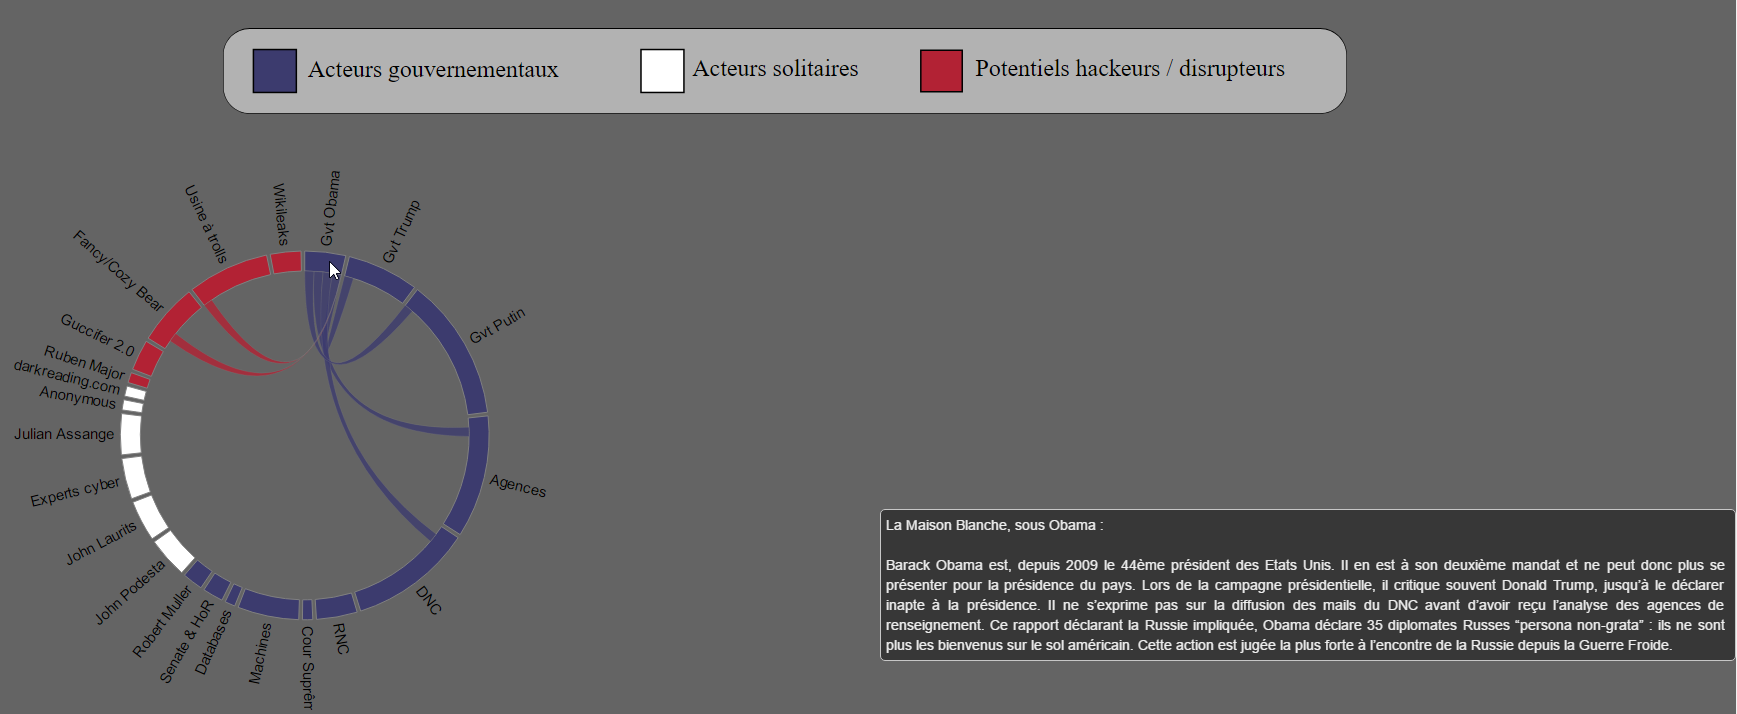 Acteurs gouvernementaux
Acteurs solitaires
Potentiels hackeurs / disrupteurs
Wikileaks
Gvt Obama
Gvt Trump
Gvt Putin
Agences
DNC
RNC
Cour Suprêm
Machines
Databases
Senate & HoR
Robert Muller
John Podesta
John Laurits
Experts cyber
Julian Assange
Anonymous
darkreading.com
Ruben Major
Guccifer 2.0
Fancy/Cozy Bear
Usine à trolls
La Maison Blanche, sous Obama :
Barack Obama est, depuis 2009 le 44ème président des Etats Unis. Il en est à son deuxième mandat et ne peut donc plus se
présenter pour la présidence du pays. Lors de la campagne présidentielle, il critique souvent Donald Trump, jusqu'à le déclarer
inapte à la présidence. Il ne s'exprime pas sur la diffusion des mails du DNC avant d'avoir reçu l'analyse des agences de
renseignement. Ce rapport déclarant la Russie impliquée, Obama déclare 35 diplomates Russes “persona non-grata” : ils ne sont
plus les bienvenus sur le sol américain. Cette action est jugée la plus forte à l'encontre de la Russie depuis la Guerre Froide.